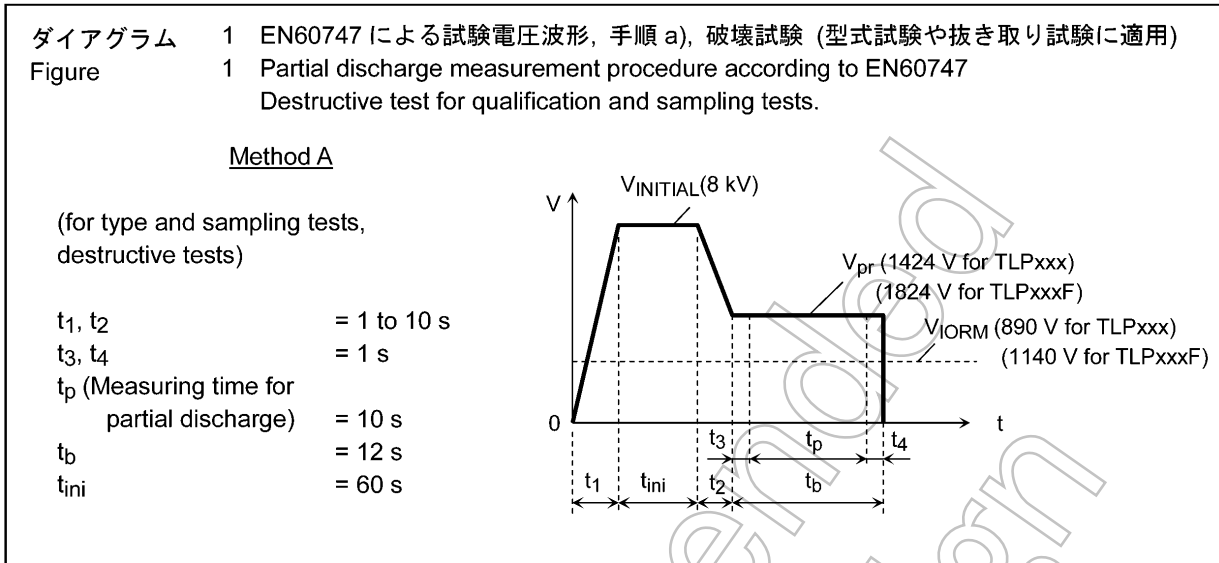 ダイアグラム 1 EN60747 による試験電圧波形, 手順 a), 破壊試験 (型式試験や抜き取り試験に適用)
Figure 1 Partial discharge measurement procedure according to EN60747
Destructive test for qualification and sampling tests.
Method A
(for type and sampling tests,
destructive tests)
t1, t2 = 1 to 10 s
t3, t4 = 1 s
tp (Measuring time for
partial discharge) = 10 s
tb = 12 s
tini = 60 s
V
VINITIAL(8 kV)
Vpr (1424 V for TLPxxx)
(1824 V for TLPxxxF)
VIORM (890 V for TLPxxx)
(1140 V for TLPxxxF)
0
t
t3 tp t4
t1 tini t2 tb
ended
sign